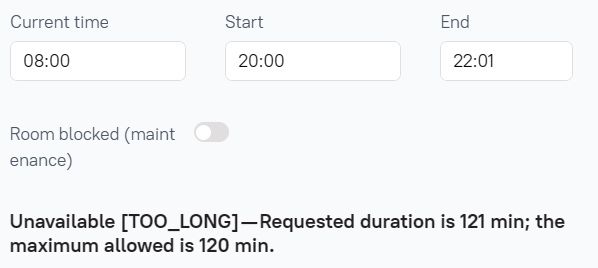 Current time Start End
08:00 20:00 22:01
Room blocked (maint
enance)
Unavailable [TOO_LONG]—Requested duration is 121 min; the
maximum allowed is 120 min.